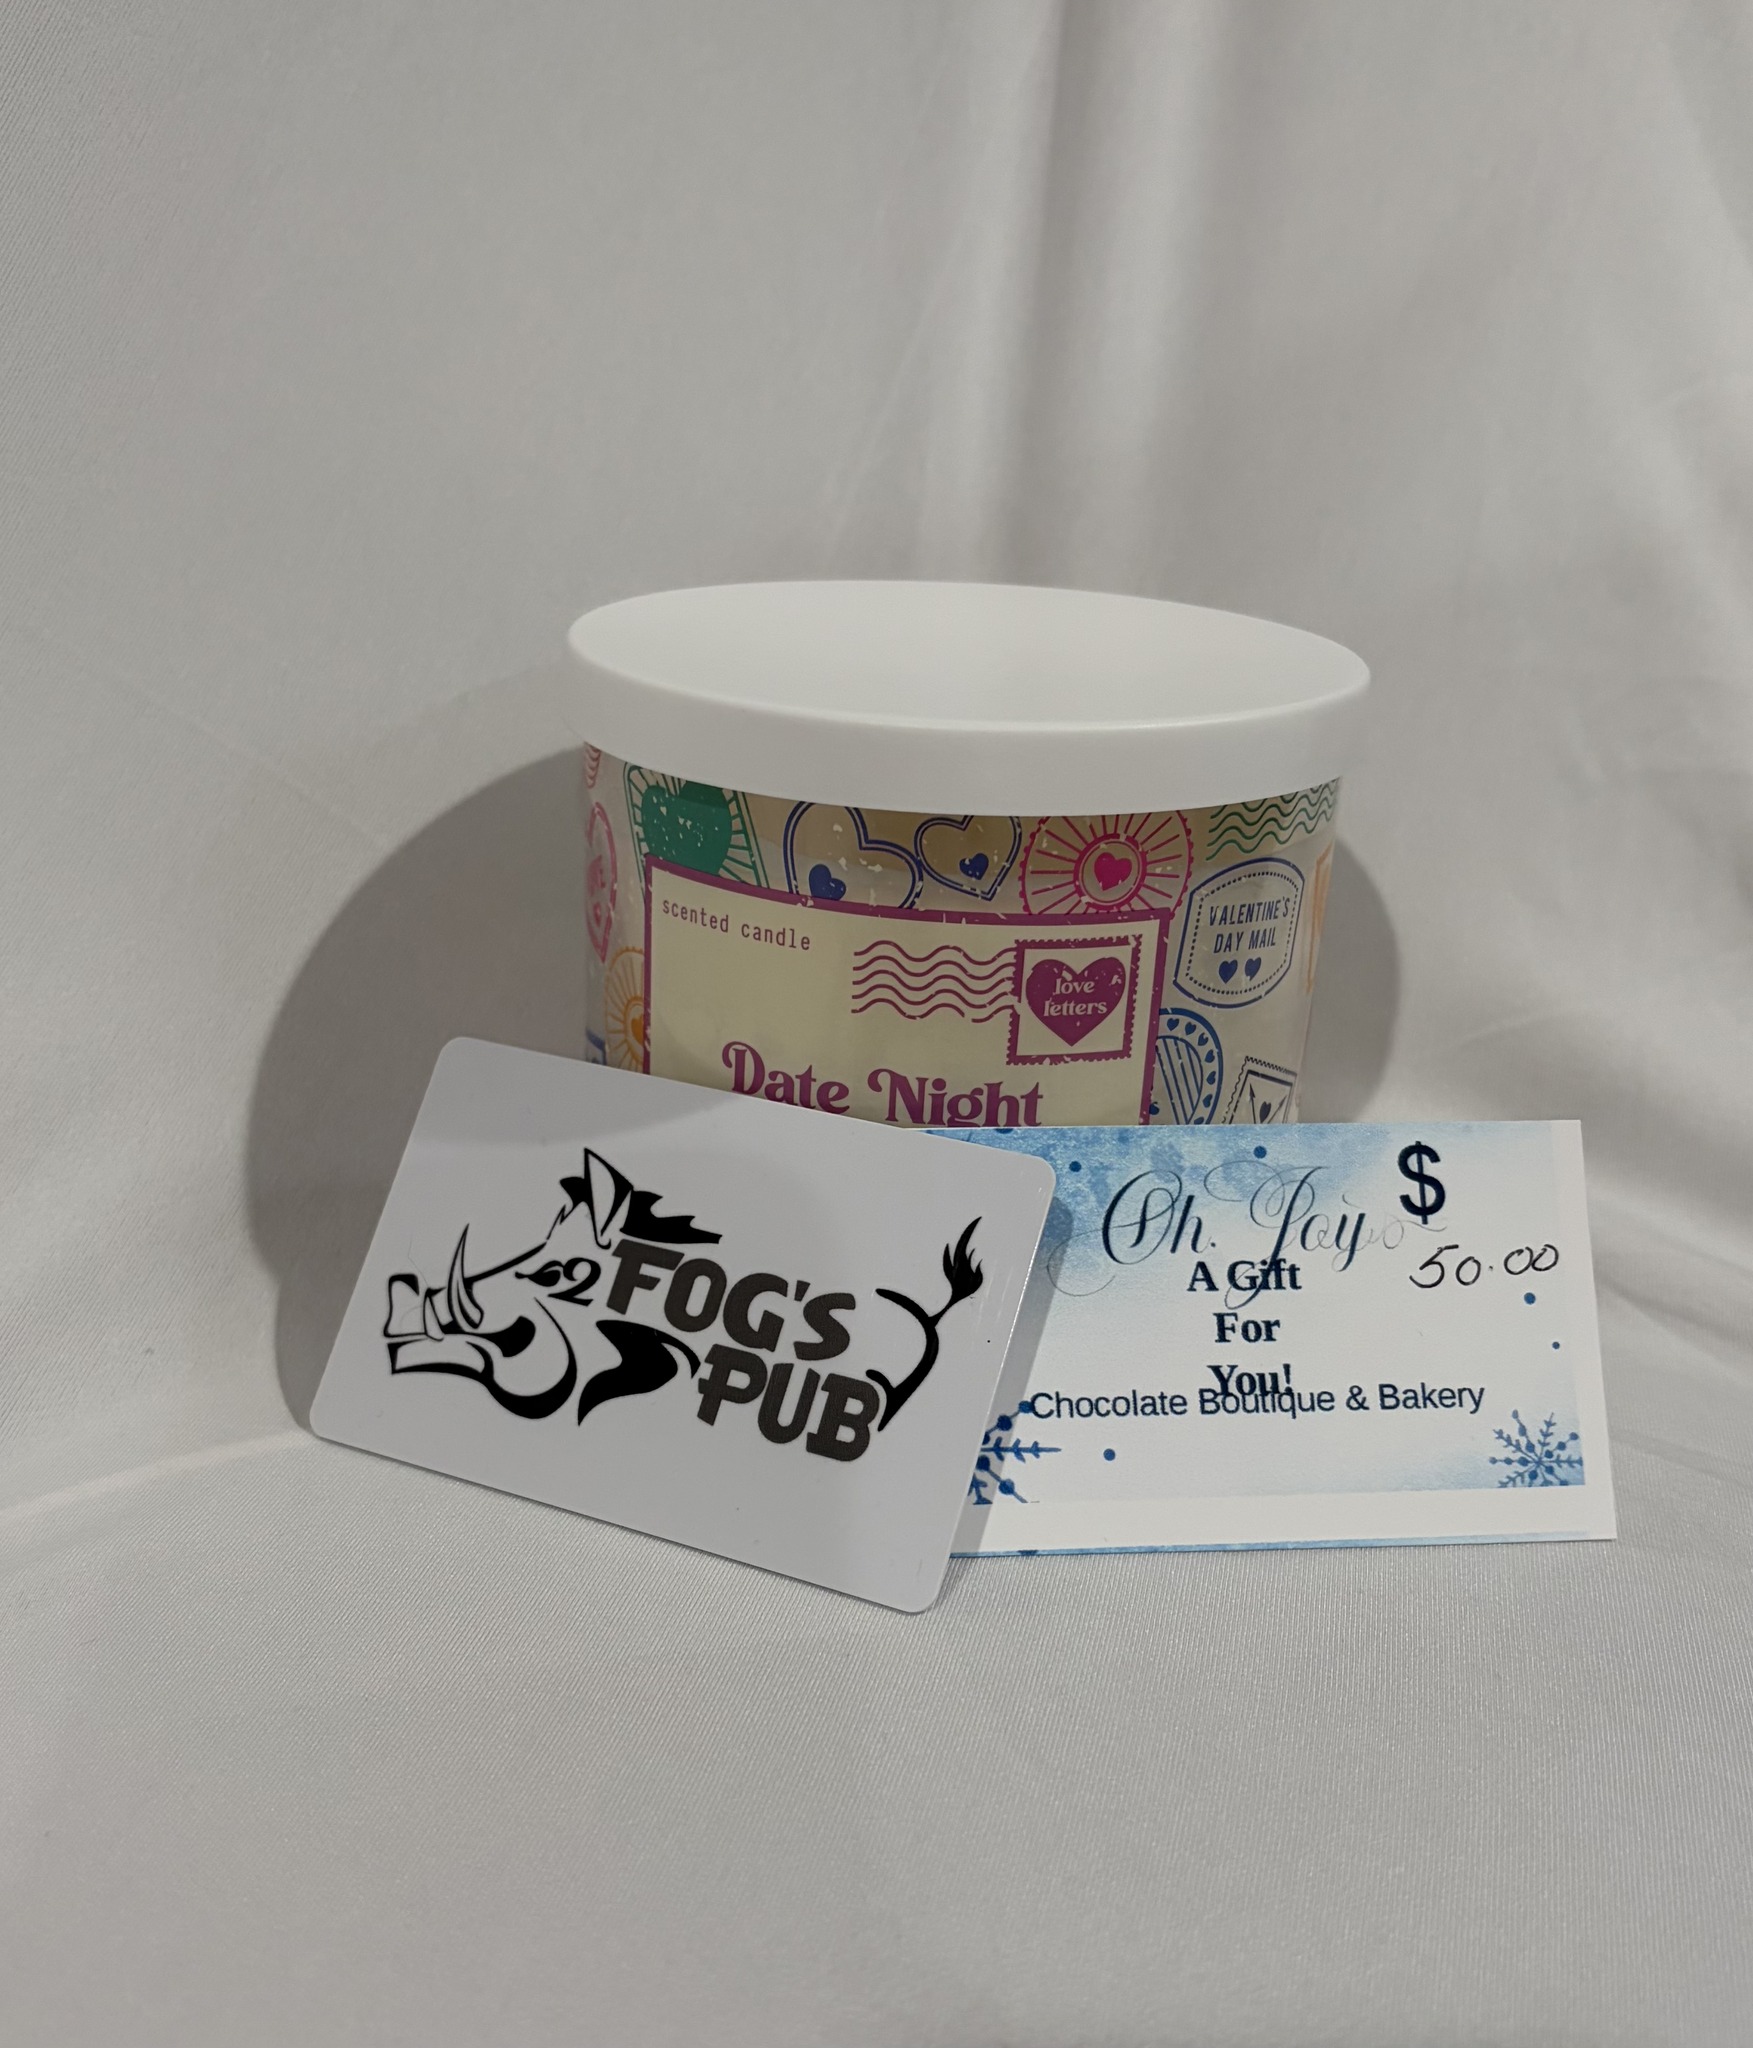 scented candle
love
letters
VALENTINE'S
DAY MAIL
Date Night
2 FOG'S
PUB
Oh. Joy
$
50.00
A Gift
For
You!
Chocolate Boutique & Bakery